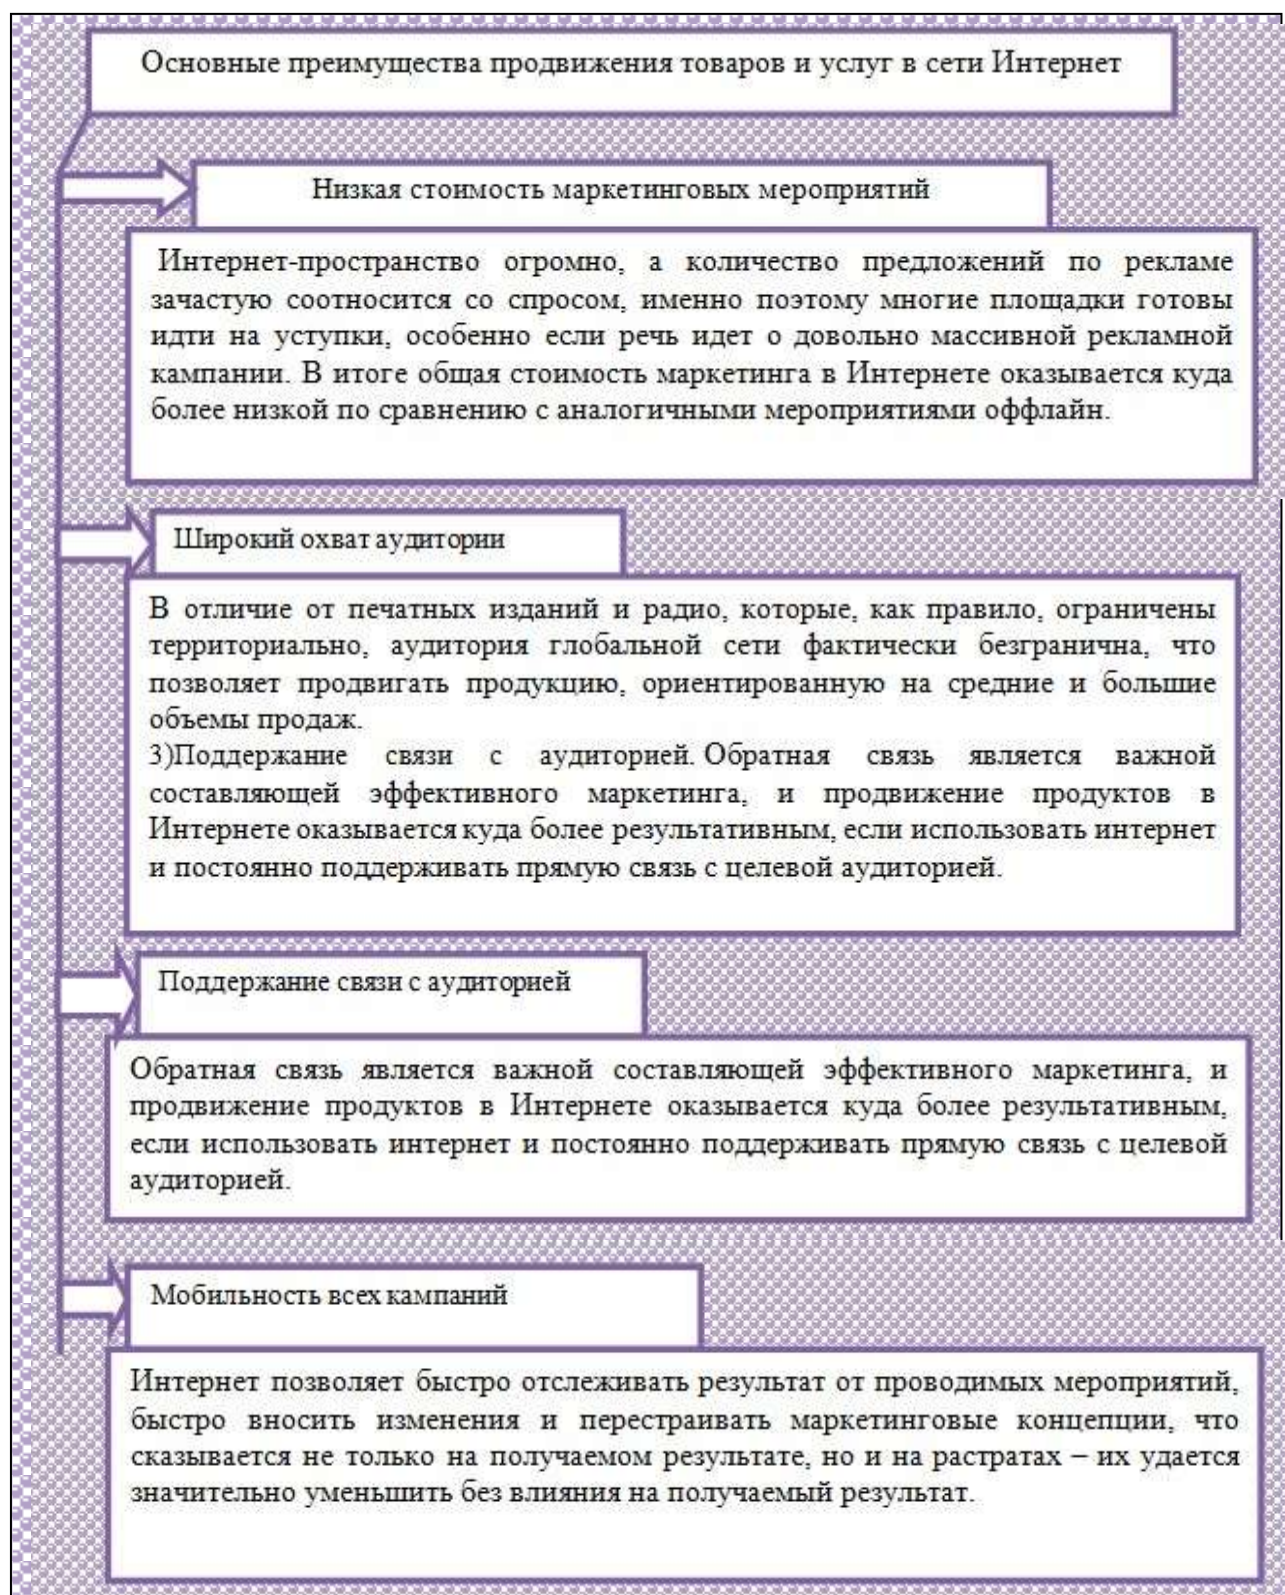 Основные преимущества продвижения товаров и услуг в сети Интернет
Низкая стоимость маркетинговых мероприятий
Интернет-пространство огромно, а количество предложений по рекламе
зачастую соотносится со спросом, именно поэтому многие площадки готовы
идти на уступки, особенно если речь идет о довольно массивной рекламной
кампании. В итоге общая стоимость маркетинга в Интернете оказывается куда
более низкой по сравнению с аналогичными мероприятиями оффлайн.
Широкий охват аудитории
В отличие от печатных изданий и радио, которые, как правило, ограничены
территориально, аудитория глобальной сети фактически безгранична, что
позволяет продвигать продукцию, ориентированную на средние и большие
объемы продаж.
3)Поддержание связи с аудиторией. Обратная связь является важной
составляющей эффективного маркетинга, и продвижение продуктов в
Интернете оказывается куда более результативным, если использовать интернет
и постоянно поддерживать прямую связь с целевой аудиторией.
Поддержание связи с аудиторией
Обратная связь является важной составляющей эффективного маркетинга, и
продвижение продуктов в Интернете оказывается куда более результативным,
если использовать интернет и постоянно поддерживать прямую связь с целевой
аудиторией.
Мобильность всех кампаний
Интернет позволяет быстро отслеживать результат от проводимых мероприятий,
быстро вносить изменения и перестраивать маркетинговые концепции, что
сказывается не только на получаемом результате, но и на растратах – их удается
значительно уменьшить без влияния на получаемый результат.